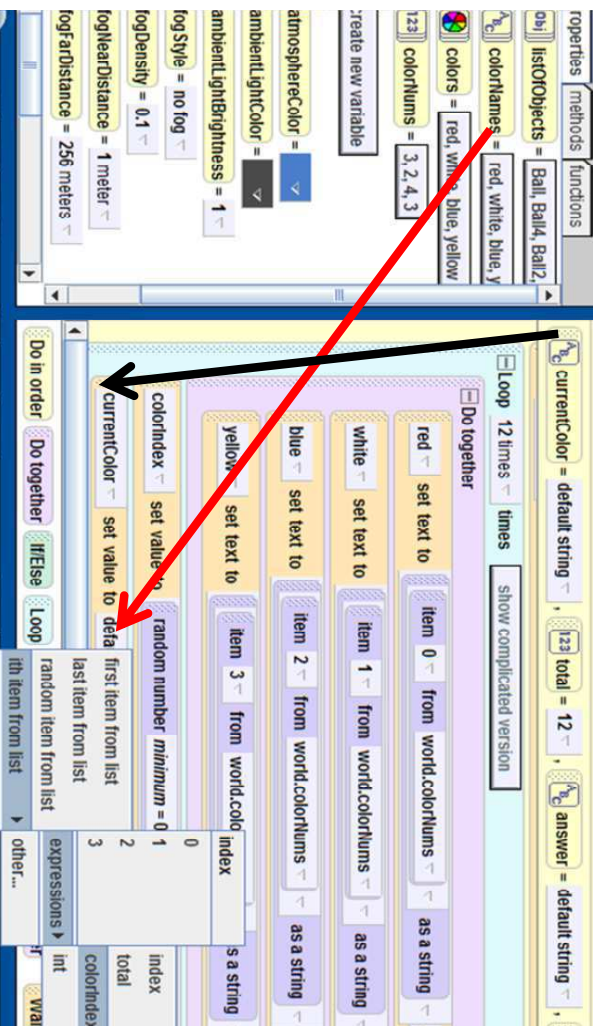 roperties methods functions
Obj listOfObjects = Ball, Ball4, Ball2,
ABC colorNames = red, white, blue, y
colors = red, white, blue, yellow
123 colorNums = 3, 2, 4, 3
create new variable
atmosphereColor =
ambientLightColor =
ambientLightBrightness = 1
fogStyle = no fog
fogDensity = 0.1
fogNearDistance = 1 meter
fogFarDistance = 256 meters
ABC currentColor = default string , 123 total = 12 , ABC answer = default string ,
Loop 12 times times show complicated version
Do together
red set text to item 0 from world.colorNums as a string
white set text to item 1 from world.colorNums as a string
blue set text to item 2 from world.colorNums as a string
yellow set text to item 3 from world.colo s a string
colorIndex set value to random number minimum = 0
currentColor set value to defa
first item from list
last item from list
random item from list
ith item from list
index
0
1
2
3
expressions
other...
index
total
colorIndex
int
Do in order Do together If/Else Loop